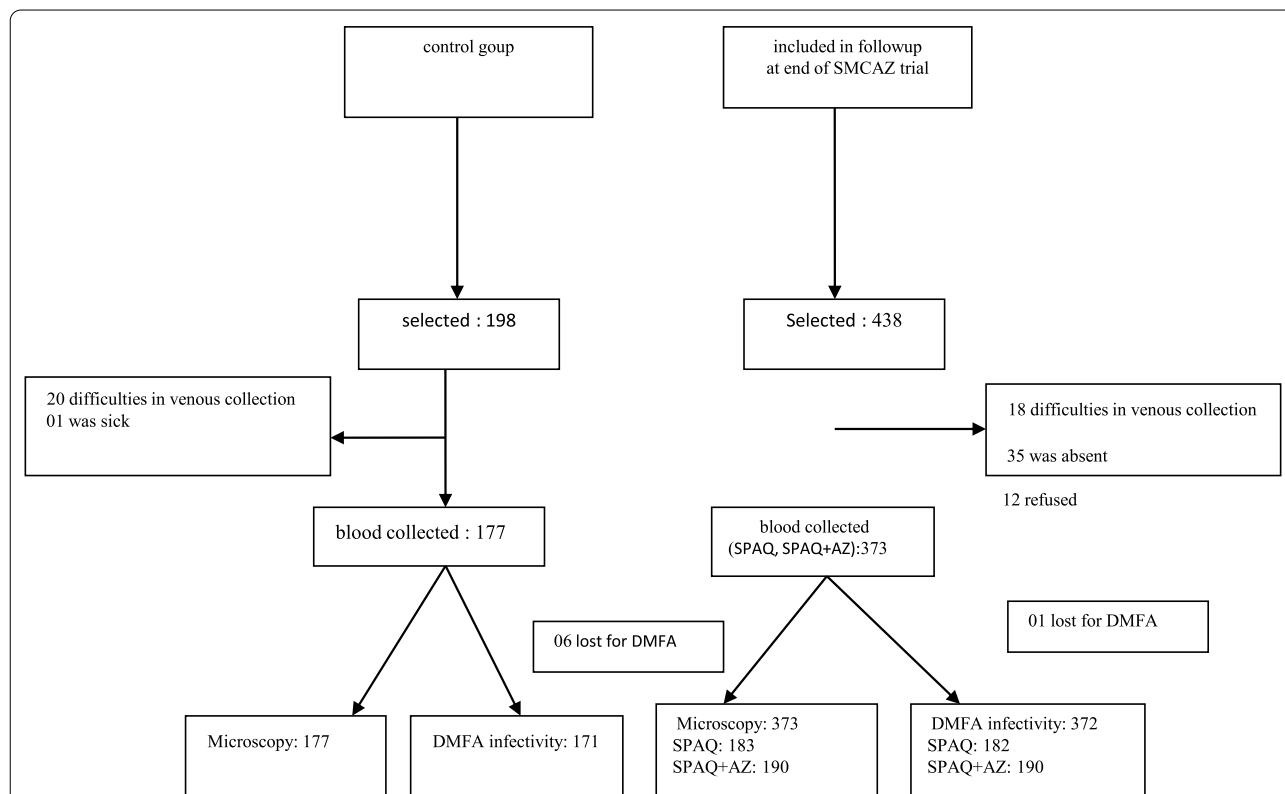 control goup
included in followup
at end of SMCAZ trial
selected : 198
Selected : 438
20 difficulties in venous collection
01 was sick
18 difficulties in venous collection
35 was absent
12 refused
blood collected : 177
blood collected
(SPAQ, SPAQ+AZ):373
06 lost for DMFA
01 lost for DMFA
Microscopy: 177
DMFA infectivity: 171
Microscopy: 373
SPAQ: 183
SPAQ+AZ: 190
DMFA infectivity: 372
SPAQ: 182
SPAQ+AZ: 190